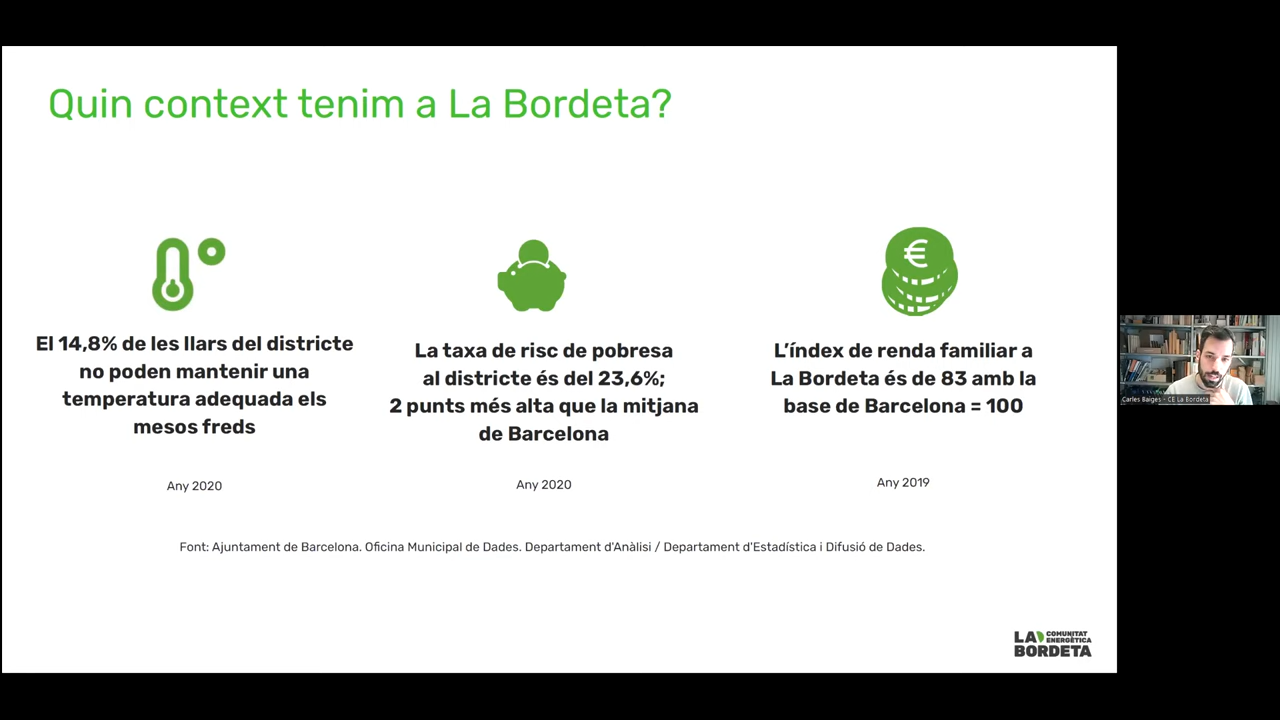 Quin context tenim a La Bordeta?
El 14,8% de les llars del districte
no poden mantenir una
temperatura adequada els
mesos freds
Any 2020
La taxa de risc de pobresa
al districte és del 23,6%;
2 punts més alta que la mitjana
de Barcelona
Any 2020
€
L’índex de renda familiar a
La Bordeta és de 83 amb la
base de Barcelona = 100
Any 2019
Font: Ajuntament de Barcelona. Oficina Municipal de Dades. Departament d'Anàlisi / Departament d'Estadística i Difusió de Dades.
LA COMUNITAT
ENERGÈTICA
BORDETA
Carles Baiges - CE La Bordeta